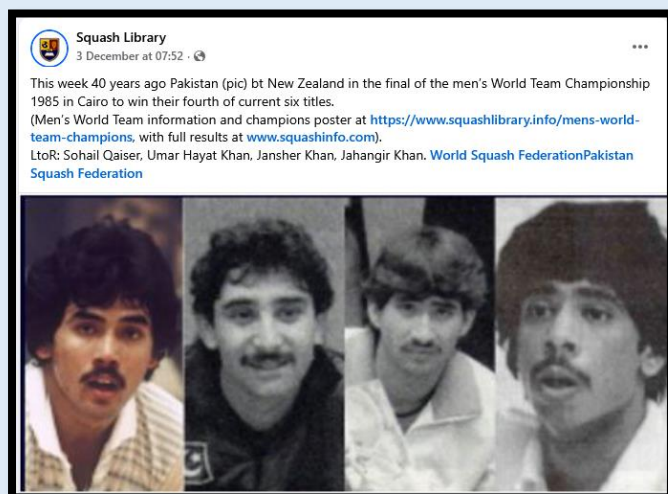 Squash Library
3 December at 07:52 ·
This week 40 years ago Pakistan (pic) bt New Zealand in the final of the men's World Team Championship
1985 in Cairo to win their fourth of current six titles.
(Men's World Team information and champions poster at https://www.squashlibrary.info/mens-world-
team-champions, with full results at www.squashinfo.com).
LtoR: Sohail Qaiser, Umar Hayat Khan, Jansher Khan, Jahangir Khan. World Squash FederationPakistan
Squash Federation